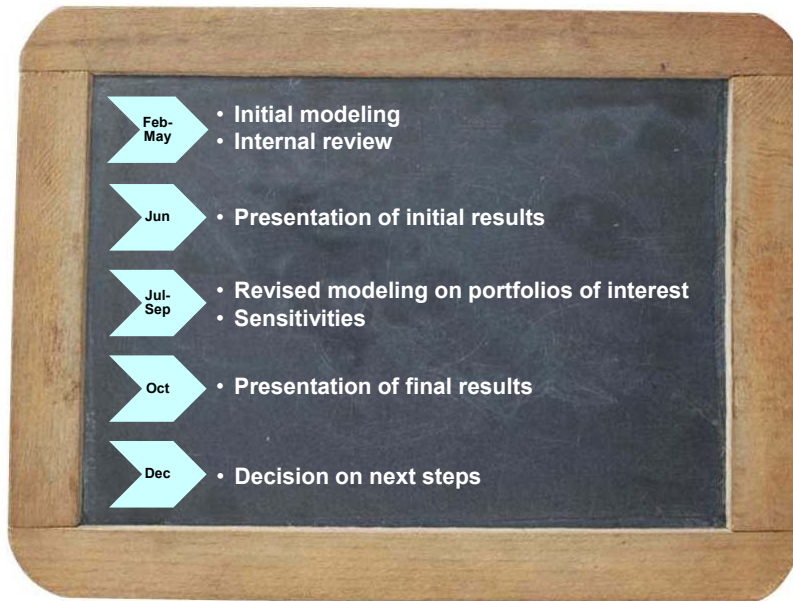 Feb-
May
• Initial modeling
• Internal review
Jun
• Presentation of initial results
Jul-
Sep
• Revised modeling on portfolios of interest
• Sensitivities
Oct
• Presentation of final results
Dec
• Decision on next steps